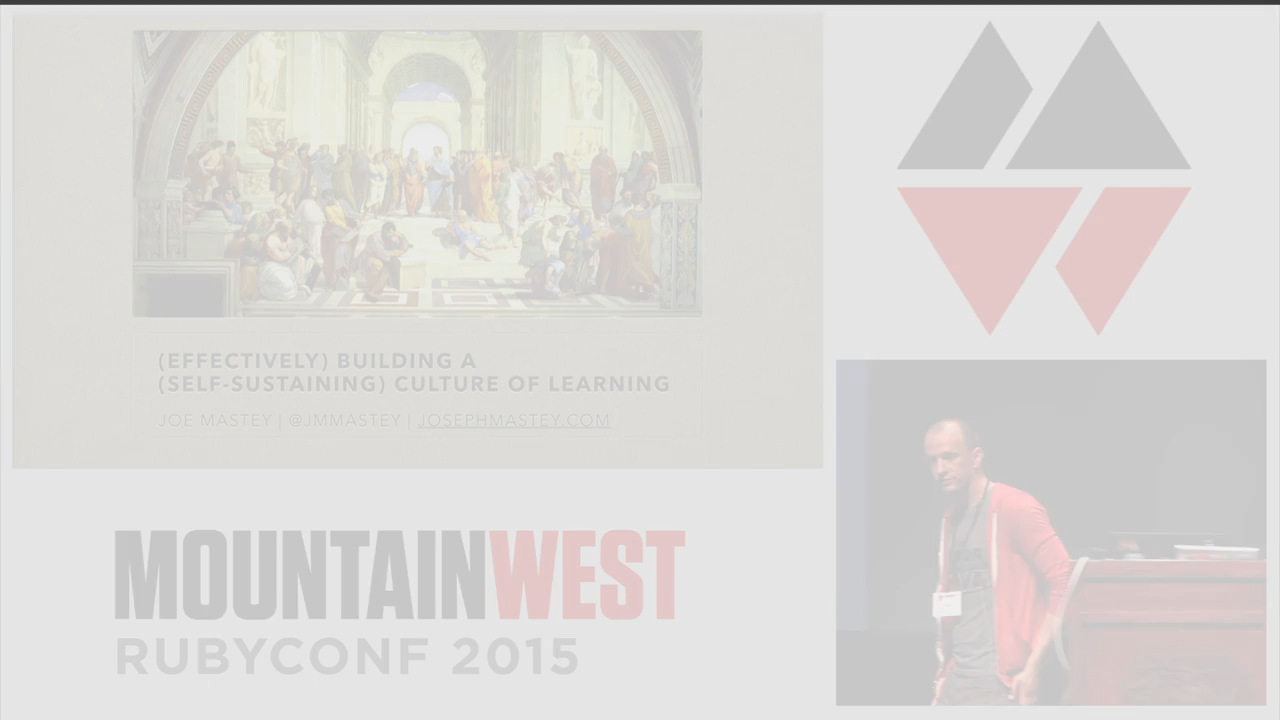 (EFFECTIVELY) BUILDING A
(SELF-SUSTAINING) CULTURE OF LEARNING
JOE MASTEY | @JMMASTEY | JOSEPHMASTEY.COM
MOUNTAINWEST
RUBYCONF 2015